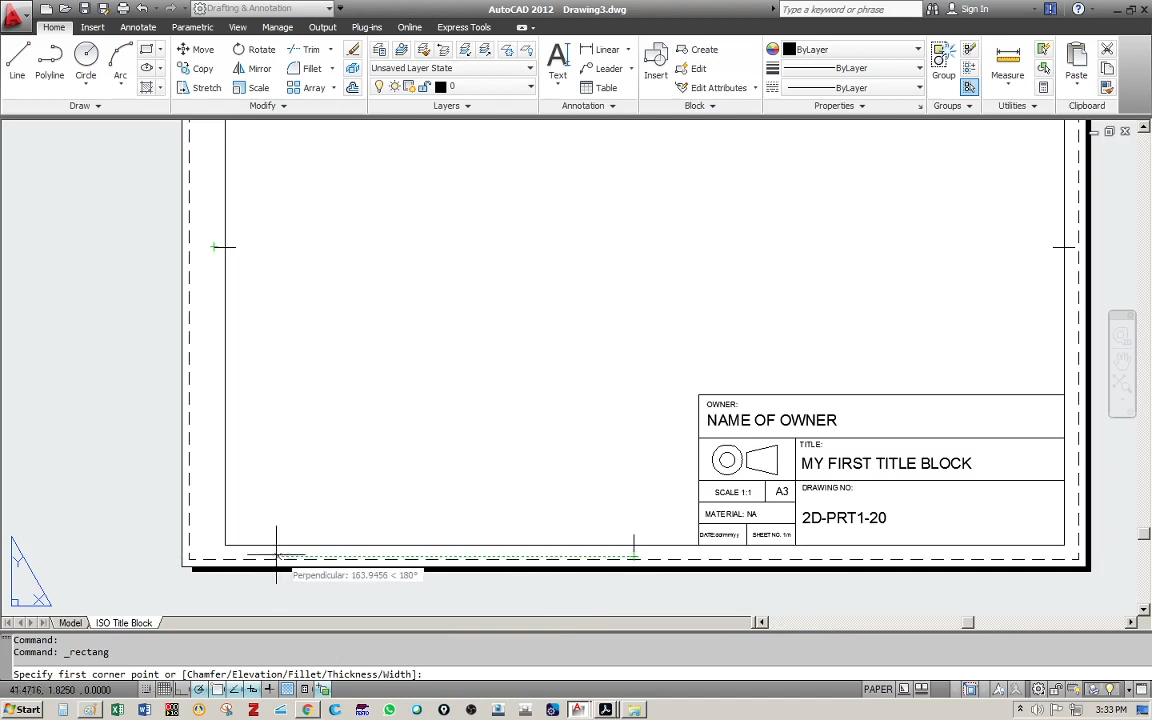 Drafting & Annotation
AutoCAD 2012 Drawing3.dwg
Type a keyword or phrase
Sign In
Home Insert Annotate Parametric View Manage Output Plug-ins Online Express Tools
Line Polyline Circle Arc
Move Rotate Trim
Copy Mirror Fillet
Stretch Scale Array
Unsaved Layer State
0
Text
Linear
Leader
Table
Insert
Create
Edit
Edit Attributes
ByLayer
ByLayer
ByLayer
Group
Measure
Paste
Draw Modify Layers Annotation Block Properties Groups Utilities Clipboard
OWNER:
NAME OF OWNER
TITLE:
MY FIRST TITLE BLOCK
SCALE 1:1 A3
DRAWING NO:
MATERIAL: NA
2D-PRT1-20
DATE:ddmmyy SHEET NO. 1/n
Perpendicular: 163.9456 < 180°
Y
X
Model ISO Title Block
Command:
Command: _rectang
Specify first corner point or [Chamfer/Elevation/Fillet/Thickness/Width]:
41.4716, 1.8250, 0.0000
PAPER
Start
3:33 PM